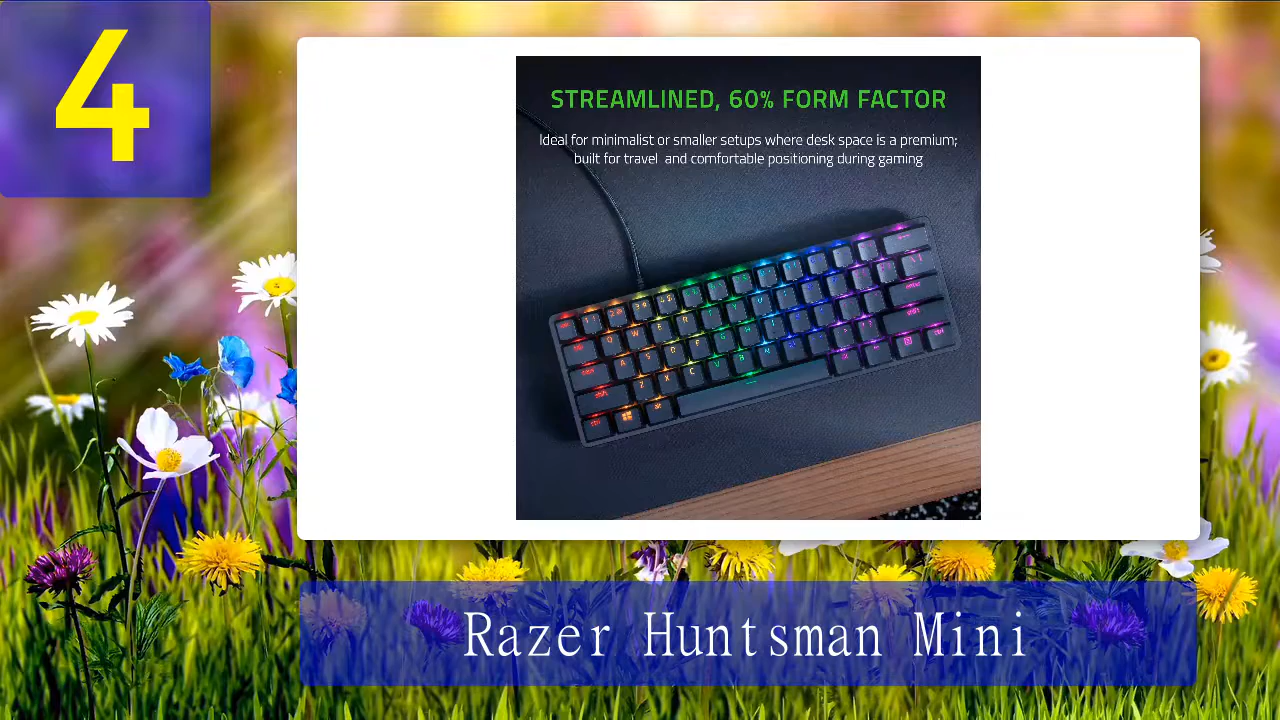 4
STREAMLINED, 60% FORM FACTOR
Ideal for minimalist or smaller setups where desk space is a premium;
built for travel and comfortable positioning during gaming
Razer Huntsman Mini